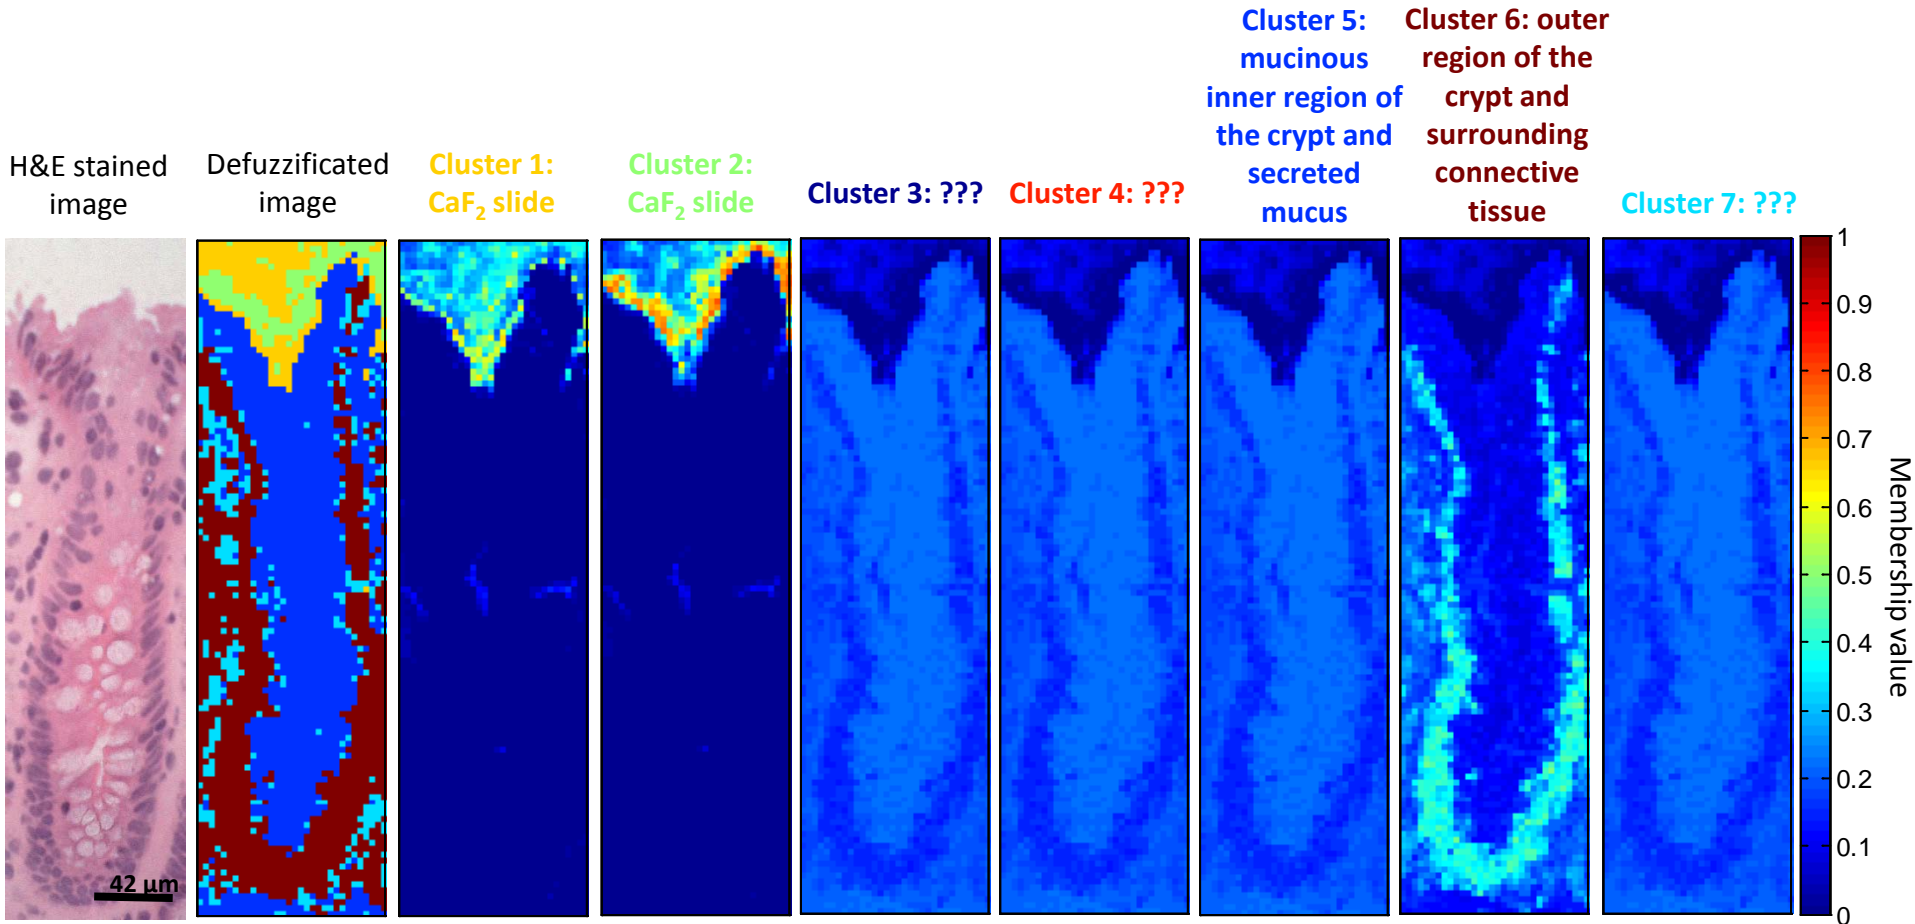 H&E stained
image
Defuzzificated
image
Cluster 1:
CaF₂ slide
Cluster 2:
CaF₂ slide
Cluster 3: ???
Cluster 4: ???
Cluster 5:
mucinous
inner region of
the crypt and
secreted
mucus
Cluster 6: outer
region of the
crypt and
surrounding
connective
tissue
Cluster 7: ???
42 µm
1
0.9
0.8
0.7
0.6
0.5
0.4
0.3
0.2
0.1
0
Membership value